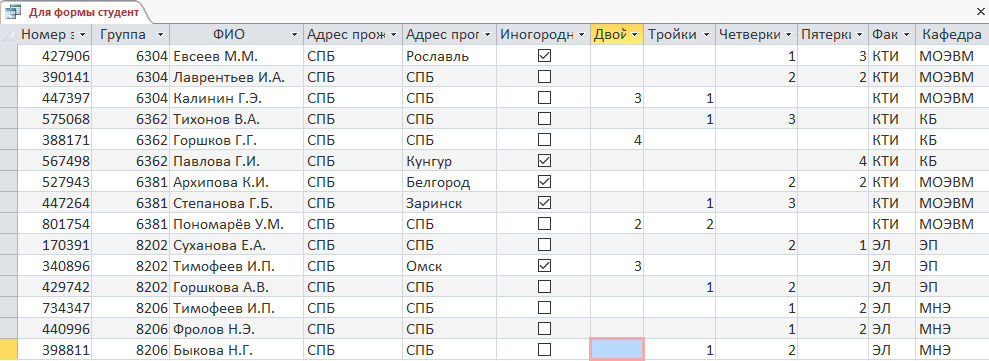 Для формы студент
Номер з Группа ФИО Адрес прож Адрес проп Иногородн Двой Тройки Четверки Пятерки Фак Кафедра
427906 6304 Евсеев М.М. СПБ Рославль 1 3 КТИ МОЭВМ
390141 6304 Лаврентьев И.А. СПБ СПБ 2 2 КТИ МОЭВМ
447397 6304 Калинин Г.Э. СПБ СПБ 3 1 КТИ МОЭВМ
575068 6362 Тихонов В.А. СПБ СПБ 1 3 КТИ КБ
388171 6362 Горшков Г.Г. СПБ СПБ 4 КТИ КБ
567498 6362 Павлова Г.И. СПБ Кунгур 4 КТИ КБ
527943 6381 Архипова К.И. СПБ Белгород 2 2 КТИ МОЭВМ
447264 6381 Степанова Г.Б. СПБ Заринск 1 3 КТИ МОЭВМ
801754 6381 Пономарёв У.М. СПБ СПБ 2 2 КТИ МОЭВМ
170391 8202 Суханова Е.А. СПБ СПБ 2 1 ЭЛ ЭП
340896 8202 Тимофеев И.П. СПБ Омск 3 ЭЛ ЭП
429742 8202 Горшкова А.В. СПБ СПБ 1 2 ЭЛ ЭП
734347 8206 Тимофеев И.П. СПБ СПБ 1 2 ЭЛ МНЭ
440996 8206 Фролов Н.Э. СПБ СПБ 1 2 ЭЛ МНЭ
398811 8206 Быкова Н.Г. СПБ СПБ 1 2 ЭЛ МНЭ